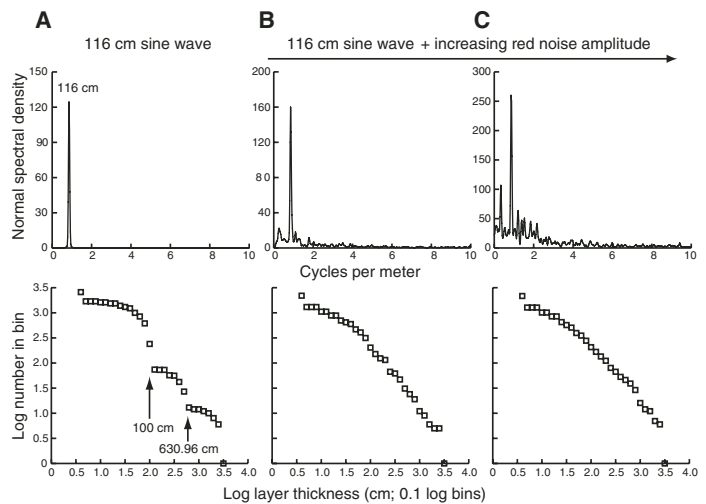 A
B
C
116 cm sine wave
116 cm sine wave + increasing red noise amplitude
Normal spectral density
150
120
90
60
30
0
116 cm
0 2 4 6 8 10
200
160
120
80
40
0
0 2 4 6 8 10
300
250
200
150
100
50
0
0 2 4 6 8 10
Cycles per meter
Log number in bin
3.5
3.0
2.5
2.0
1.5
1.0
0.5
0
100 cm
630.96 cm
0 0.5 1.0 1.5 2.0 2.5 3.0 3.5 4.0
0 0.5 1.0 1.5 2.0 2.5 3.0 3.5 4.0
0 0.5 1.0 1.5 2.0 2.5 3.0 3.5 4.0
Log layer thickness (cm; 0.1 log bins)